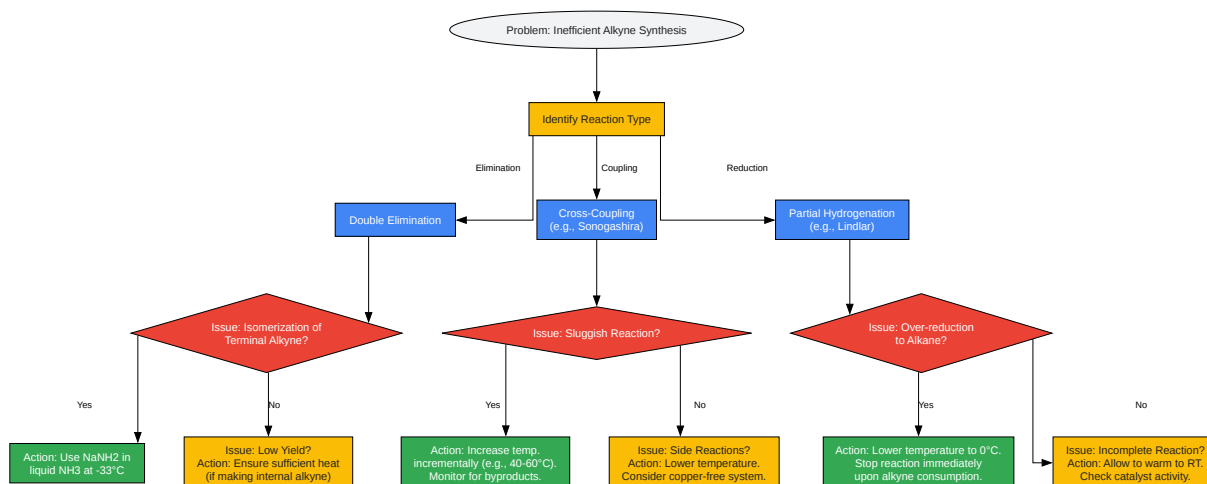 Problem: Inefficient Alkyne Synthesis
Identify Reaction Type
Elimination
Coupling
Reduction
Double Elimination
Cross-Coupling
(e.g., Sonogashira)
Partial Hydrogenation
(e.g., Lindlar)
Issue: Isomerization of
Terminal Alkyne?
Issue: Sluggish Reaction?
Issue: Over-reduction
to Alkane?
Yes
No
Yes
No
Yes
No
Action: Use NaNH2 in
liquid NH3 at -33°C
Issue: Low Yield?
Action: Ensure sufficient heat
(if making internal alkyne)
Action: Increase temp.
incrementally (e.g., 40-60°C).
Monitor for byproducts.
Issue: Side Reactions?
Action: Lower temperature.
Consider copper-free system.
Action: Lower temperature to 0°C.
Stop reaction immediately
upon alkyne consumption.
Issue: Incomplete Reaction?
Action: Allow to warm to RT.
Check catalyst activity.